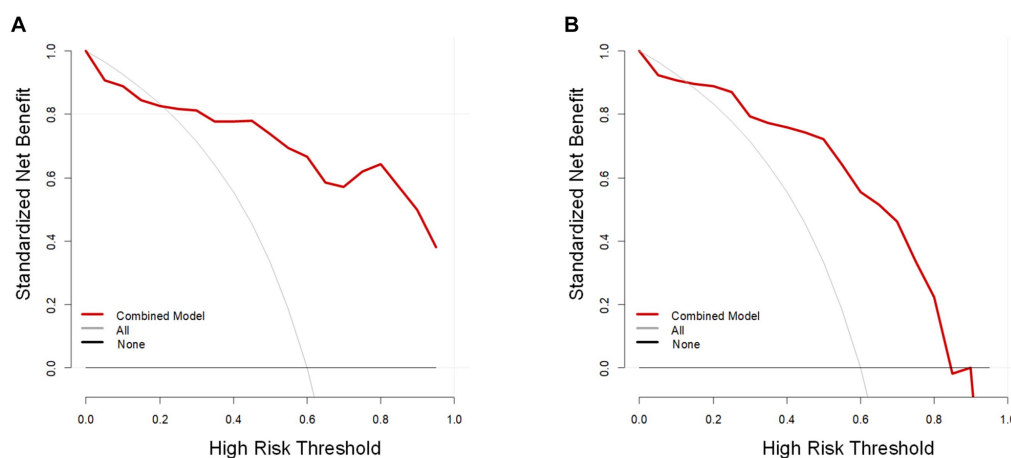 A
Standardized Net Benefit
1.0
0.8
0.6
0.4
0.2
0.0
Combined Model
All
None
0.0 0.2 0.4 0.6 0.8 1.0
High Risk Threshold
B
Standardized Net Benefit
1.0
0.8
0.6
0.4
0.2
0.0
Combined Model
All
None
0.0 0.2 0.4 0.6 0.8 1.0
High Risk Threshold